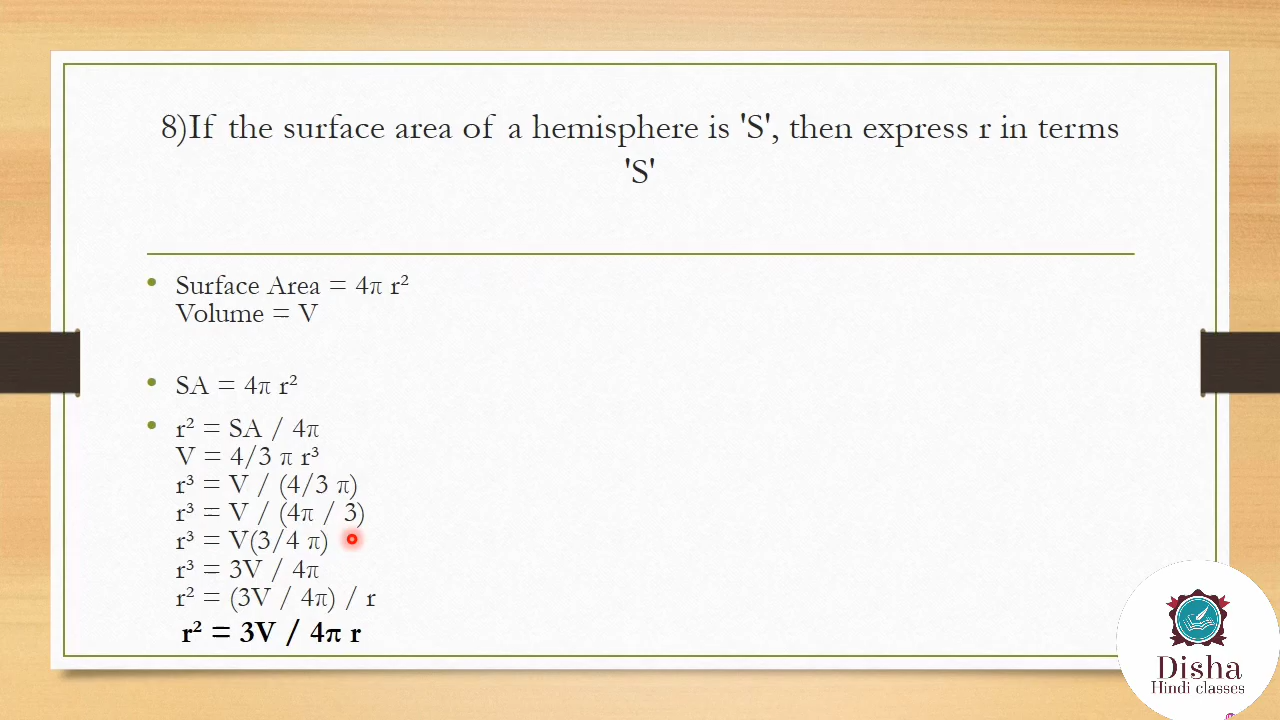 8)If the surface area of a hemisphere is 'S', then express r in terms
'S'
• Surface Area = 4π r²
Volume = V
• SA = 4π r²
• r² = SA / 4π
V = 4/3 π r³
r³ = V / (4/3 π)
r³ = V / (4π / 3)
r³ = V(3/4 π)
r³ = 3V / 4π
r² = (3V / 4π) / r
r² = 3V / 4π r
Disha
Hindi classes